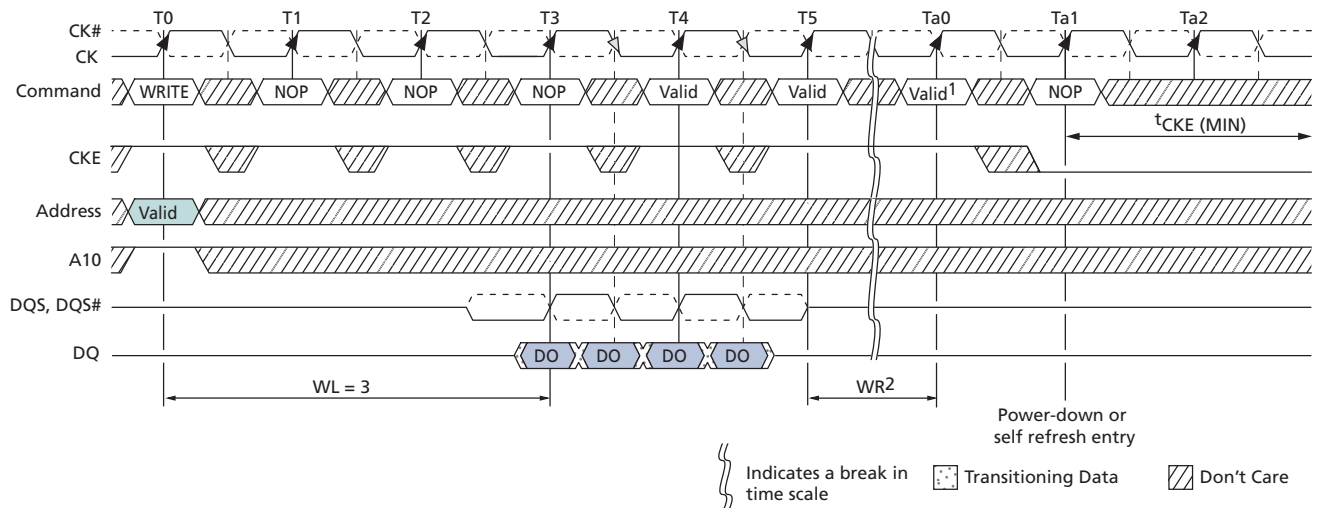 T0 T1 T2 T3 T4 T5 Ta0 Ta1 Ta2
CK#
CK
Command WRITE NOP NOP NOP Valid Valid Valid1 NOP
tCKE (MIN)
CKE
Address Valid
A10
DQS, DQS#
DQ DO DO DO DO
WL = 3 WR2
Power-down or
self refresh entry
Indicates a break in
time scale
Transitioning Data
Don't Care